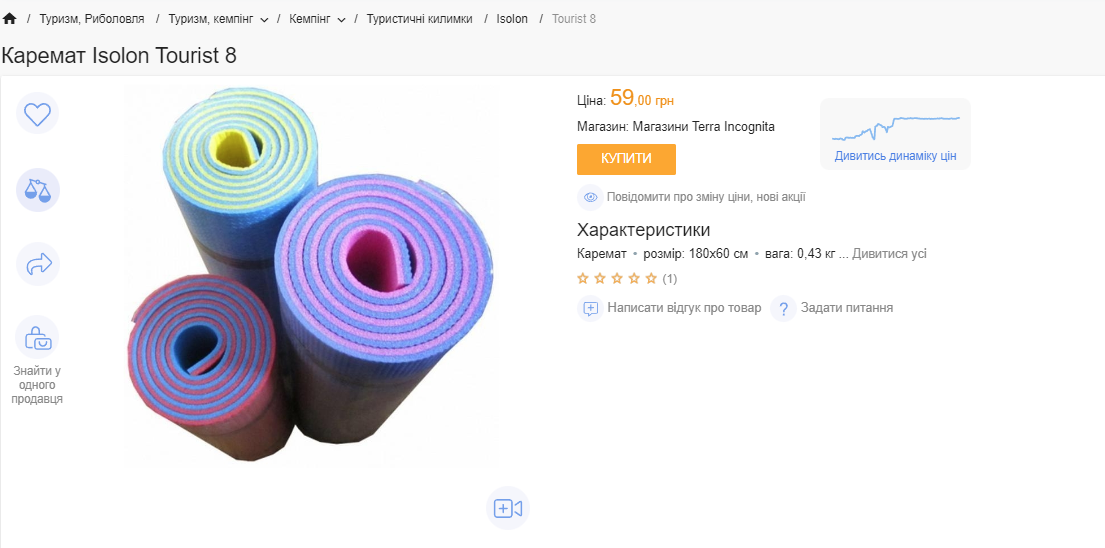 / Туризм, Риболовля / Туризм, кемпінг / Кемпінг / Туристичні килимки / Isolon / Tourist 8
Каремат Isolon Tourist 8
Ціна: 59,00 грн
Магазин: Магазини Terra Incognita
КУПИТИ
Дивитись динаміку цін
Повідомити про зміну ціни, нові акції
Характеристики
Каремат • розмір: 180x60 см • вага: 0,43 кг ... Дивитися усі
(1)
Написати відгук про товар ? Задати питання
Знайти у
одного
продавця